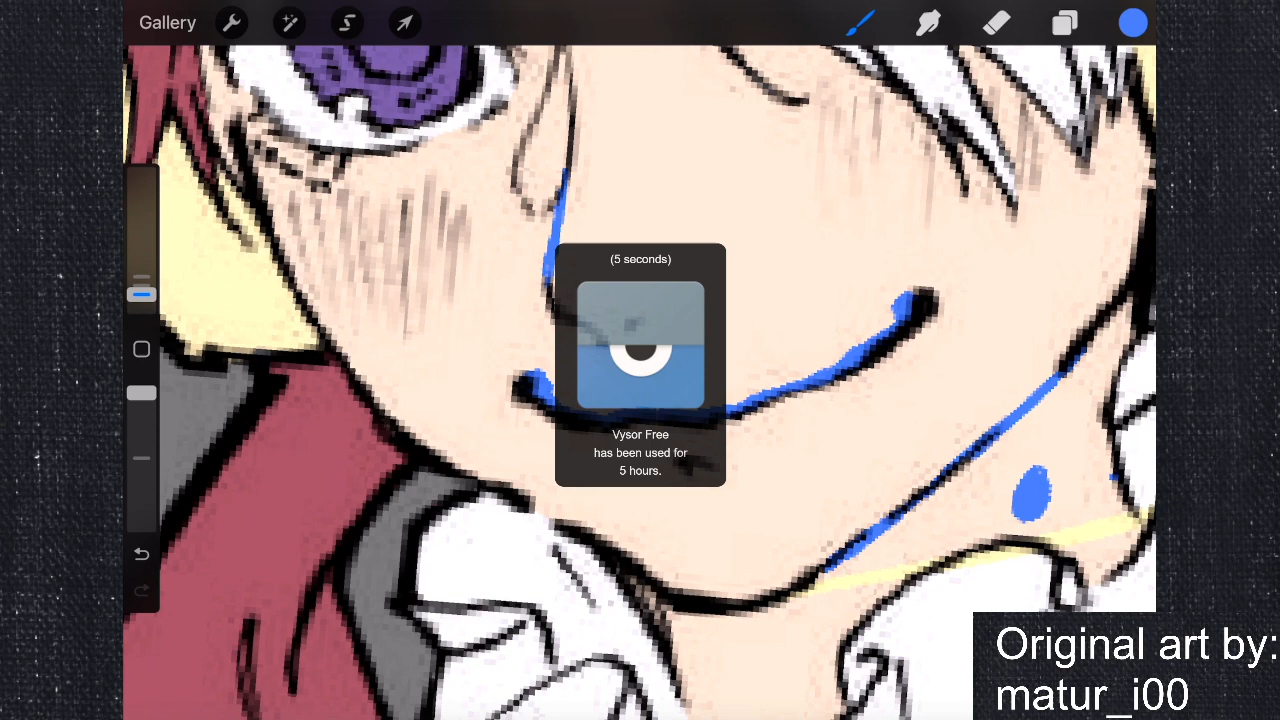 Gallery
(5 seconds)
Vysor Free
has been used for
5 hours.
Original art by:
matur_i00